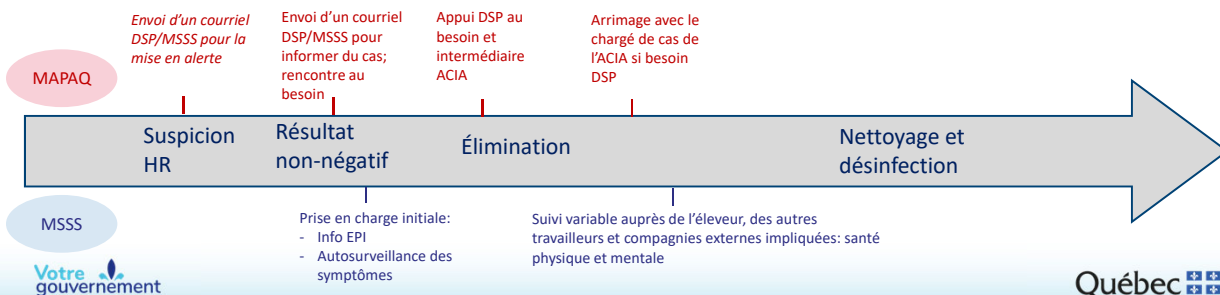 Envoi d'un courriel
DSP/MSSS pour la
mise en alerte
Envoi d'un courriel
DSP/MSSS pour
informer du cas;
rencontre au
besoin
Appui DSP au
besoin et
intermédiaire
ACIA
Arrimage avec le
chargé de cas de
l'ACIA si besoin
DSP
MAPAQ
Suspicion
HR
Résultat
non-négatif
Élimination
Nettoyage et
désinfection
MSSS
Prise en charge initiale:
- Info EPI
- Autosurveillance des
symptômes
Suivi variable auprès de l'éleveur, des autres
travailleurs et compagnies externes impliquées: santé
physique et mentale
Votre
gouvernement
Québec